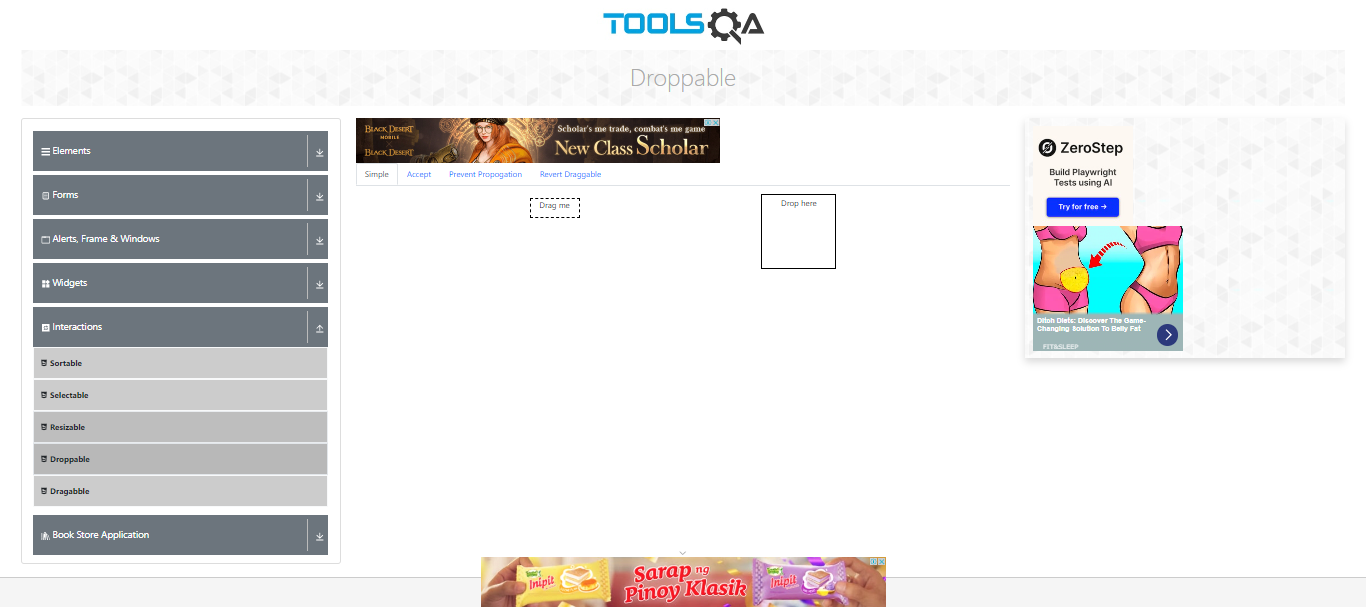 TOOLSQA
Droppable
Elements
Forms
Alerts, Frame & Windows
Widgets
Interactions
Sortable
Selectable
Resizable
Droppable
Dragabble
Book Store Application
BLACK DESERT
MOBILE
BLACK DESERT
Scholar's me trade, combat's me game
New Class Scholar
Simple
Accept
Prevent Propogation
Revert Draggable
Drag me
Drop here
ZeroStep
Build Playwright
Tests using AI
Try for free →
Ditch Diets: Discover The Game-
Changing Solution To Belly Fat
FIT&SLEEP
Inipit
Sarap ng
Pinoy Klasik
Inipit